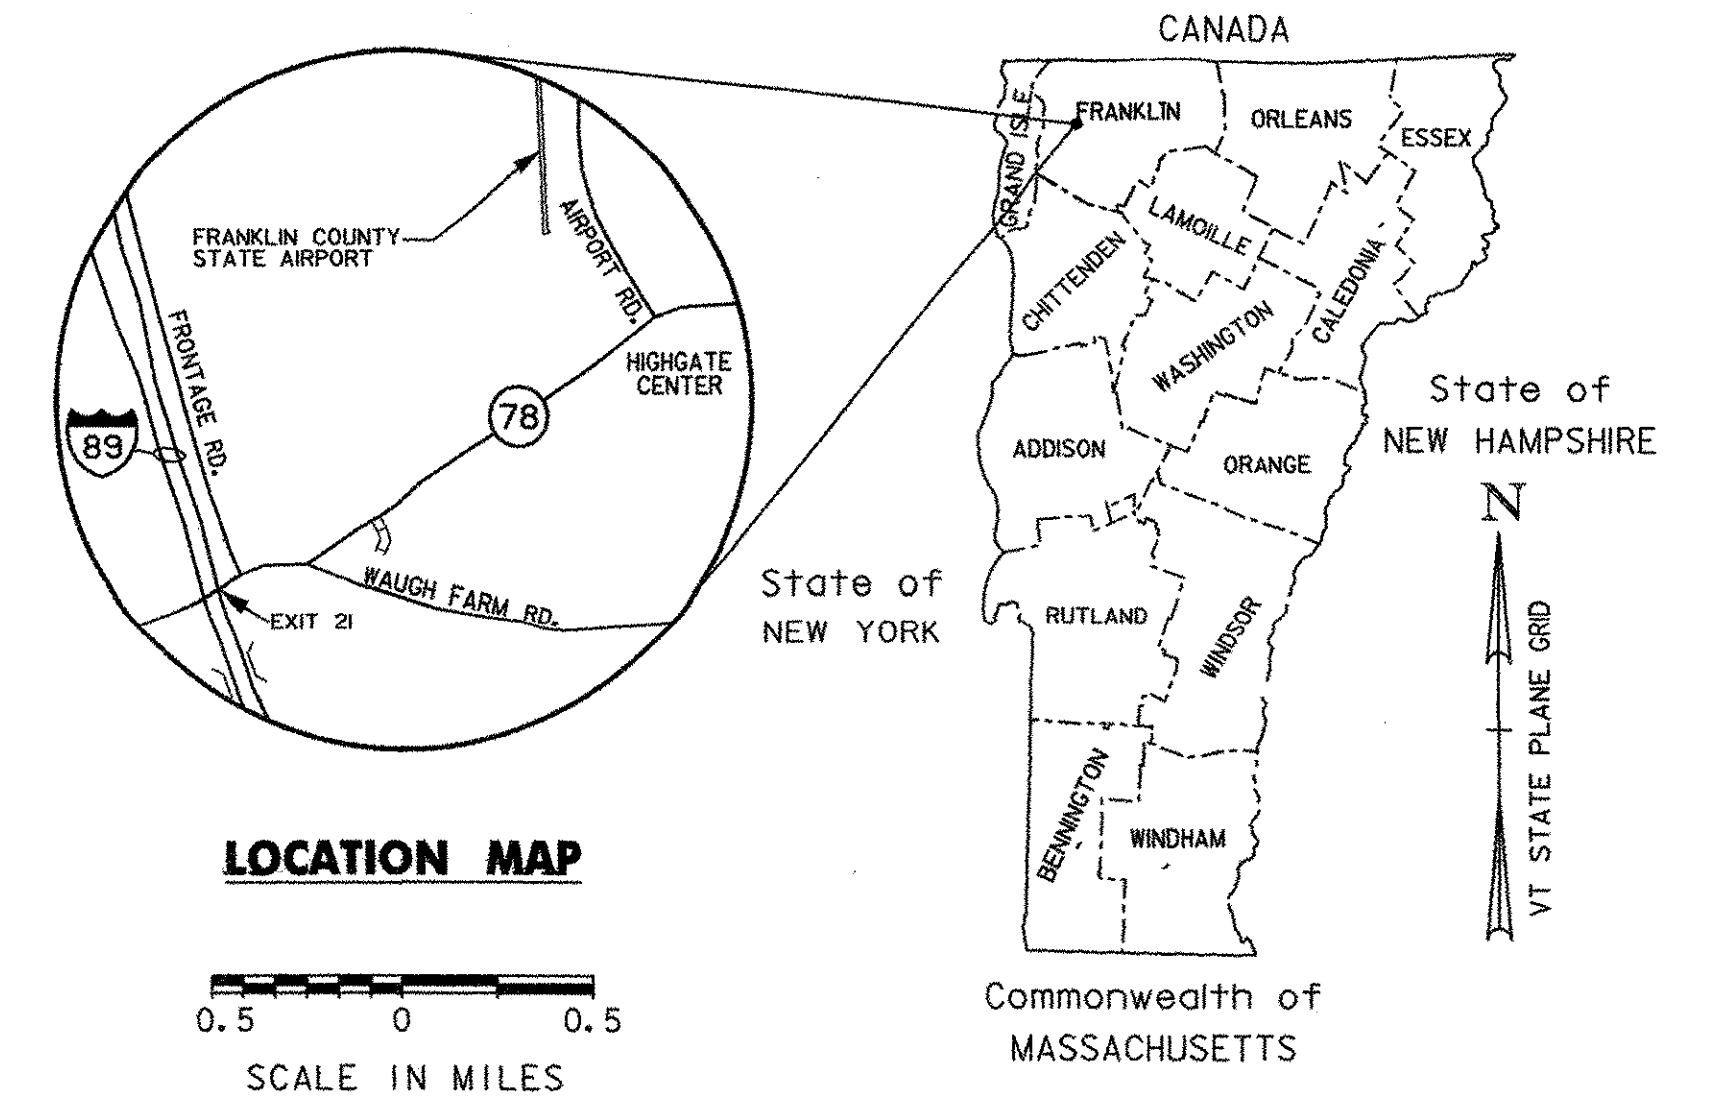 CANADA
FRANKLIN
ORLEANS
ESSEX
GRAND ISLE
LAMOILLE
CHITTENDEN
CALEDONIA
WASHINGTON
ADDISON
ORANGE
RUTLAND
WINDSOR
BENNINGTON
WINDHAM
State of
NEW HAMPSHIRE
State of
NEW YORK
Commonwealth of
MASSACHUSETTS
N
VT STATE PLANE GRID
FRANKLIN COUNTY
STATE AIRPORT
AIRPORT RD.
FRONTAGE RD.
HIGHGATE
CENTER
78
89
WAUGH FARM RD.
EXIT 21
LOCATION MAP
0.5 0 0.5
SCALE IN MILES